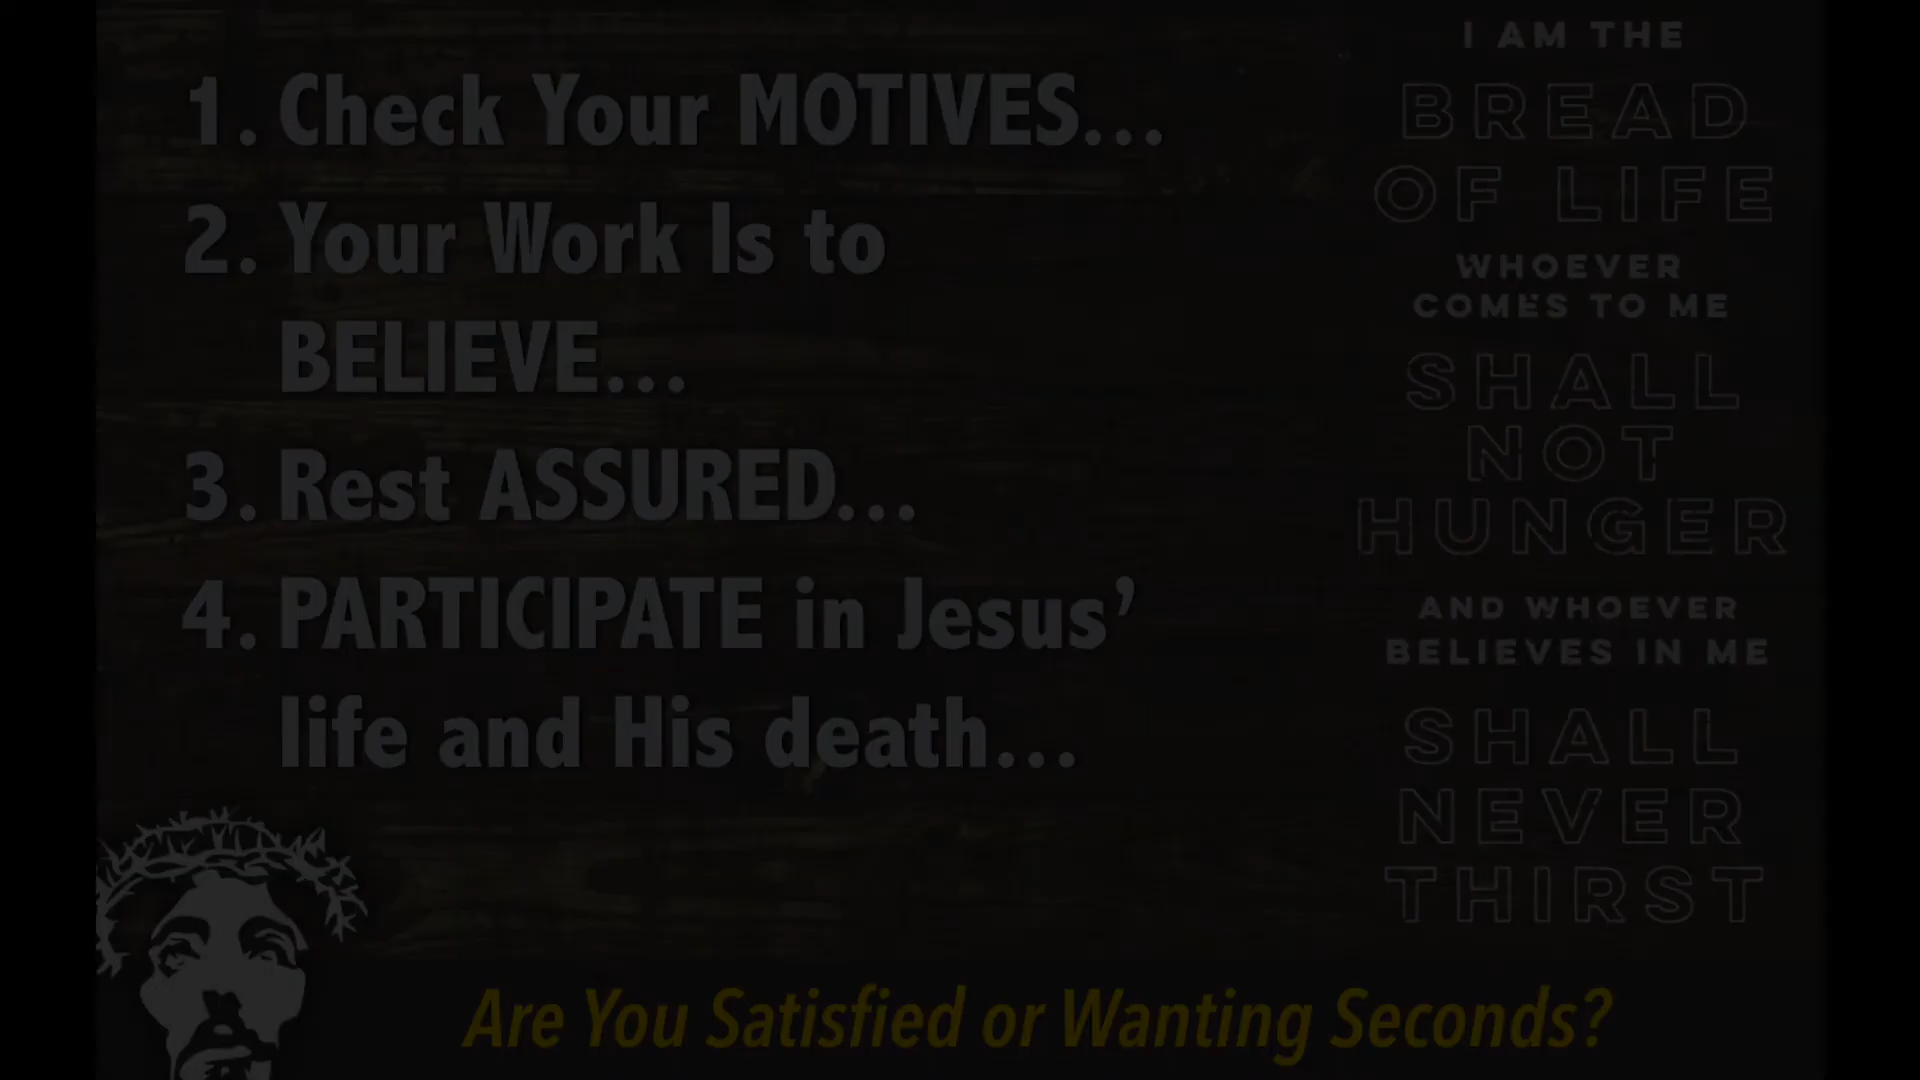 1. Check Your MOTIVES...
2. Your Work Is to
BELIEVE...
3. Rest ASSURED...
4. PARTICIPATE in Jesus’
life and His death...
I AM THE
BREAD
OF LIFE
WHOEVER
COMES TO ME
SHALL
NOT
HUNGER
AND WHOEVER
BELIEVES IN ME
SHALL
NEVER
THIRST
Are You Satisfied or Wanting Seconds?